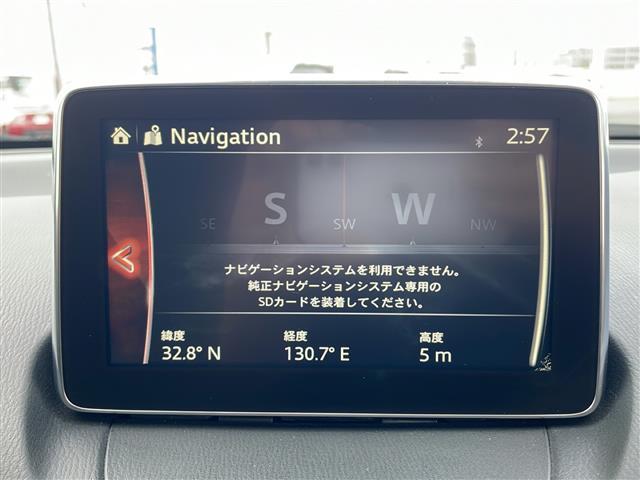 Navigation 2:57
SE S SW W NW
ナビゲーションシステムを利用できません。
純正ナビゲーションシステム専用の
SDカードを装着してください。
緯度 経度 高度
32.8° N 130.7° E 5 m